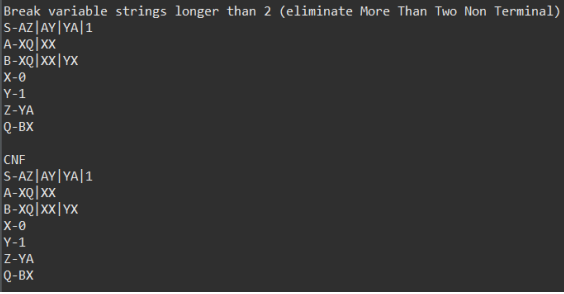 Break variable strings longer than 2 (eliminate More Than Two Non Terminal)
S-AZ|AY|YA|1
A-XQ|XX
B-XQ|XX|YX
X-0
Y-1
Z-YA
Q-BX
CNF
S-AZ|AY|YA|1
A-XQ|XX
B-XQ|XX|YX
X-0
Y-1
Z-YA
Q-BX